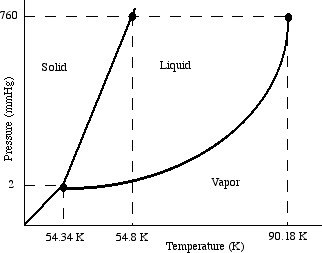 760
Solid
Liquid
Pressure (mmHg)
2
Vapor
54.34 K
54.8 K
90.18 K
Temperature (K)